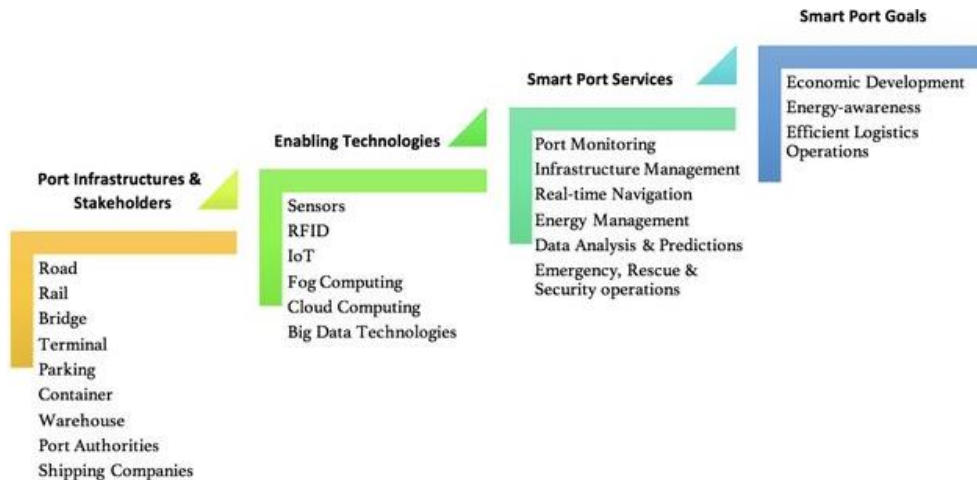 Smart Port Goals
Economic Development
Energy-awareness
Efficient Logistics
Operations
Smart Port Services
Port Monitoring
Infrastructure Management
Real-time Navigation
Energy Management
Data Analysis & Predictions
Emergency, Rescue &
Security operations
Enabling Technologies
Sensors
RFID
IoT
Fog Computing
Cloud Computing
Big Data Technologies
Port Infrastructures &
Stakeholders
Road
Rail
Bridge
Terminal
Parking
Container
Warehouse
Port Authorities
Shipping Companies